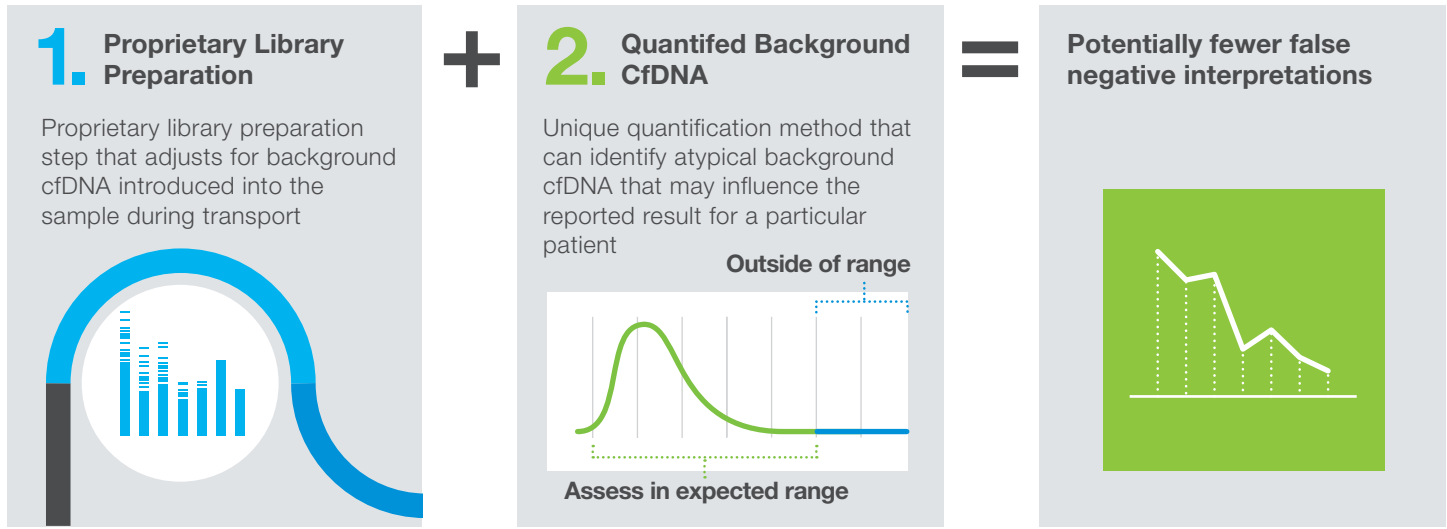 1. Proprietary Library
Preparation
Proprietary library preparation
step that adjusts for background
cfDNA introduced into the
sample during transport
+
2. Quantifed Background
CfDNA
Unique quantification method that
can identify atypical background
cfDNA that may influence the
reported result for a particular
patient
Outside of range
Assess in expected range
=
Potentially fewer false
negative interpretations